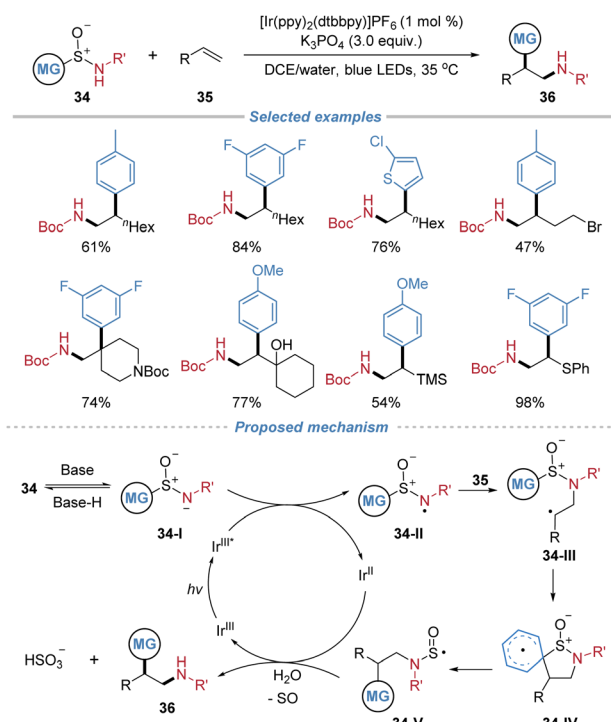 [Ir(ppy)₂(dtbbpy)]PF₆ (1 mol %)
K₃PO₄ (3.0 equiv.)
DCE/water, blue LEDs, 35 °C
O⁻
S⁺
MG
N
H
R'
34
+
R
35
MG
R
H
N
R'
36
Selected examples
H
Boc N
ⁿHex
61%
F F
H
Boc N
ⁿHex
84%
Cl
S
H
Boc N
ⁿHex
76%
H
Boc N
Br
47%
F F
H
Boc N
NBoc
74%
OMe
OH
H
Boc N
77%
OMe
H
Boc N
TMS
54%
F F
H
Boc N
SPh
98%
Proposed mechanism
34
Base
Base-H
O⁻
S⁺
MG
N⁻
R'
34-I
O⁻
S⁺
MG
N•
R'
34-II
35
O⁻
S⁺
MG
N
R'
R
34-III
Ir^III*
Ir^II
hν
Ir^III
HSO₃⁻
+
MG
R
H
N
R'
36
H₂O
- SO
O
S•
N
R'
R
MG
34-V
O⁻
S⁺
N
R'
R
34-IV